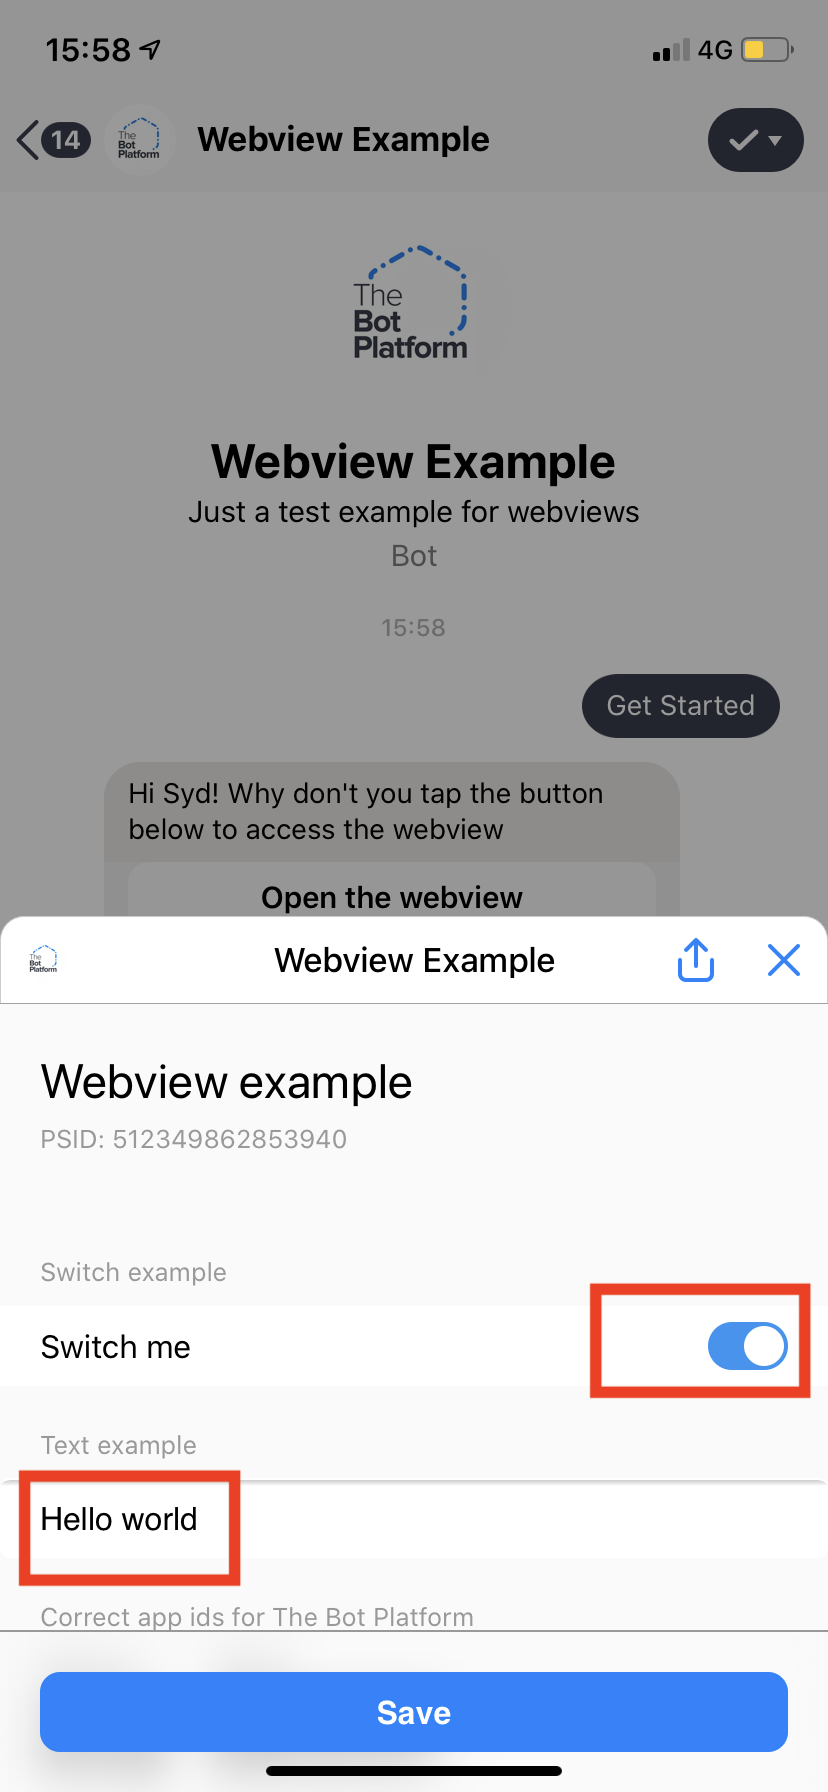 15:58
4G
14
The
Bot
Platform
Webview Example
The
Bot
Platform
Webview Example
Just a test example for webviews
Bot
15:58
Get Started
Hi Syd! Why don't you tap the button
below to access the webview
Open the webview
The
Bot
Platform
Webview Example
Webview example
PSID: 512349862853940
Switch example
Switch me
Text example
Hello world
Correct app ids for The Bot Platform
Save